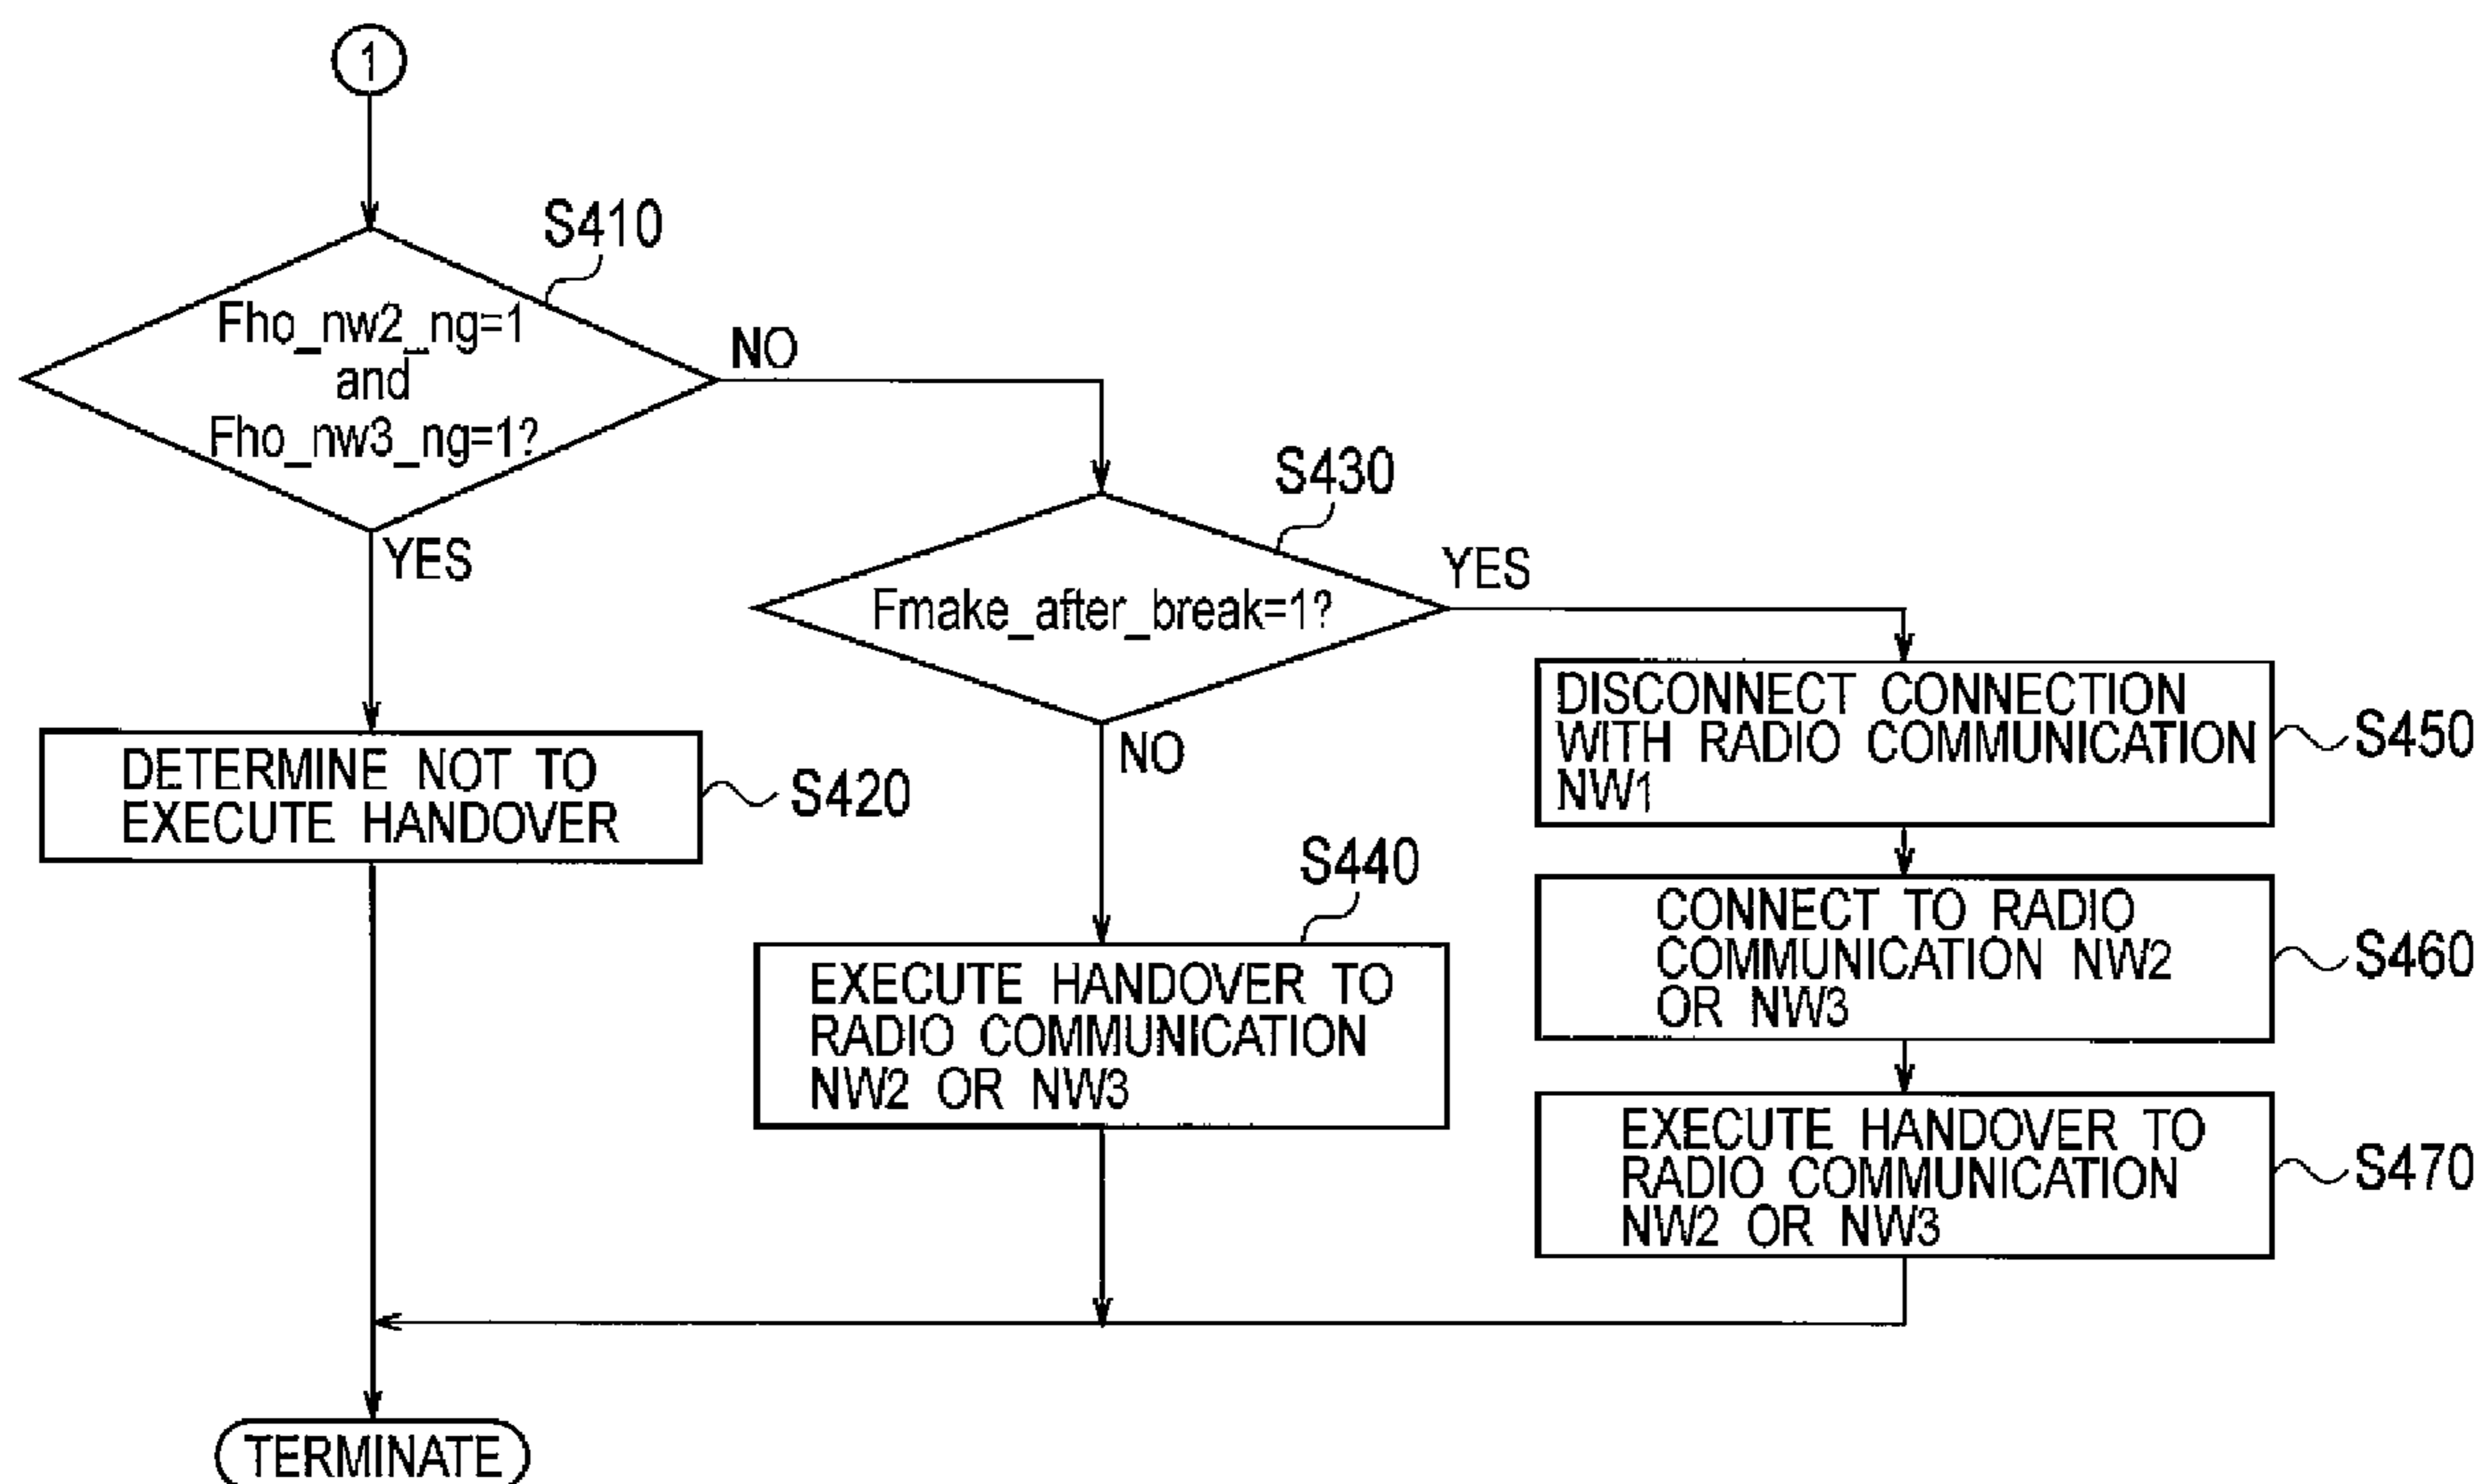 1
S410
Fho_nw2_ng=1
and
Fho_nw3_ng=1?
NO
YES
S430
Fmake_after_break=1?
YES
NO
DETERMINE NOT TO
EXECUTE HANDOVER
S420
S440
EXECUTE HANDOVER TO
RADIO COMMUNICATION
NW2 OR NW3
DISCONNECT CONNECTION
WITH RADIO COMMUNICATION
NW1
S450
CONNECT TO RADIO
COMMUNICATION NW2
OR NW3
S460
EXECUTE HANDOVER TO
RADIO COMMUNICATION
NW2 OR NW3
S470
TERMINATE